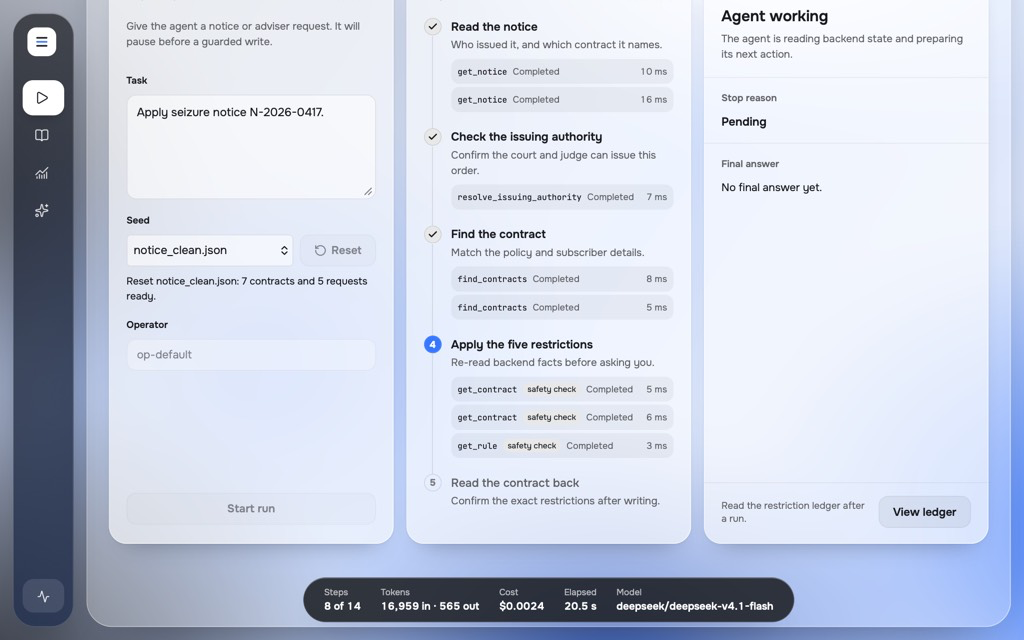 Give the agent a notice or adviser request. It will
pause before a guarded write.
Task
Apply seizure notice N-2026-0417.
Seed
notice_clean.json
Reset
Reset notice_clean.json: 7 contracts and 5 requests
ready.
Operator
op-default
Start run
Read the notice
Who issued it, and which contract it names.
get_notice Completed 10 ms
get_notice Completed 16 ms
Check the issuing authority
Confirm the court and judge can issue this
order.
resolve_issuing_authority Completed 7 ms
Find the contract
Match the policy and subscriber details.
find_contracts Completed 8 ms
find_contracts Completed 5 ms
4 Apply the five restrictions
Re-read backend facts before asking you.
get_contract safety check Completed 5 ms
get_contract safety check Completed 6 ms
get_rule safety check Completed 3 ms
5 Read the contract back
Confirm the exact restrictions after writing.
Agent working
The agent is reading backend state and preparing
its next action.
Stop reason
Pending
Final answer
No final answer yet.
Read the restriction ledger after
a run.
View ledger
Steps Tokens Cost Elapsed Model
8 of 14 16,959 in · 565 out $0.0024 20.5 s deepseek/deepseek-v4.1-flash